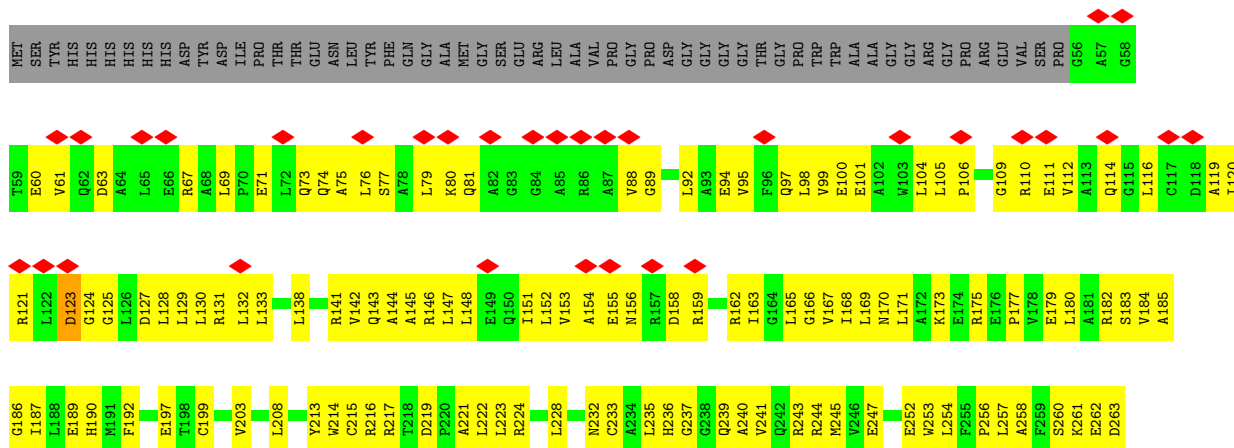 MET SER TYR HIS HIS HIS HIS HIS HIS ASP TYR ASP ILE PRO THR THR GLU ASN LEU TYR PHE GLN GLY ALA MET GLY SER GLU ARG LEU ALA VAL PRO GLY PRO ASP GLY GLY GLY GLY THR GLY PRO TRP TRP ALA ALA GLY ARG GLY PRO ARG GLU VAL SER PRO G56 A57 G58
T59 E60 V61 Q62 D63 A64 L65 E66 R67 A68 L69 P70 E71 L72 Q73 Q74 A75 L76 S77 A78 L79 K80 Q81 A82 G83 G84 A85 R86 A87 V88 G89 L92 A93 E94 V95 F96 Q97 L98 V99 E100 E101 A102 W103 L104 L105 P106 G109 R110 E111 V112 A113 Q114 G115 L116 C117 D118 A119 I120
R121 L122 D123 G124 G125 L126 D127 L128 L129 L130 R131 L132 L133 L138 R141 V142 Q143 A144 A145 R146 L147 L148 E149 Q150 I151 L152 V153 A154 E155 N156 R157 D158 R159 R162 I163 G164 L165 G166 V167 I168 L169 N170 L171 A172 K173 E174 R175 E176 P177 V178 E179 L180 A181 R182 S183 V184 A185
G186 I187 L188 E189 H190 M191 F192 E197 T198 C199 V203 L208 Y213 W214 C215 R216 R217 T218 D219 P220 A221 L222 L223 R224 L228 N232 C233 A234 L235 H236 G237 G238 Q239 A240 V241 Q242 R243 R244 M245 V246 E247 E252 W253 L254 F255 P256 L257 A258 F259 S260 K261 E262 D263